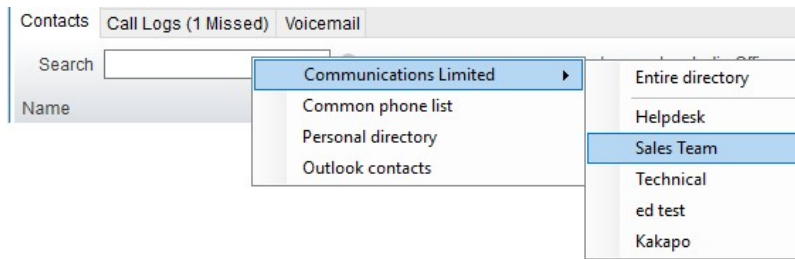 Contacts Call Logs (1 Missed) Voicemail
Search
Name
Communications Limited
Common phone list
Personal directory
Outlook contacts
Entire directory
Helpdesk
Sales Team
Technical
ed test
Kakapo